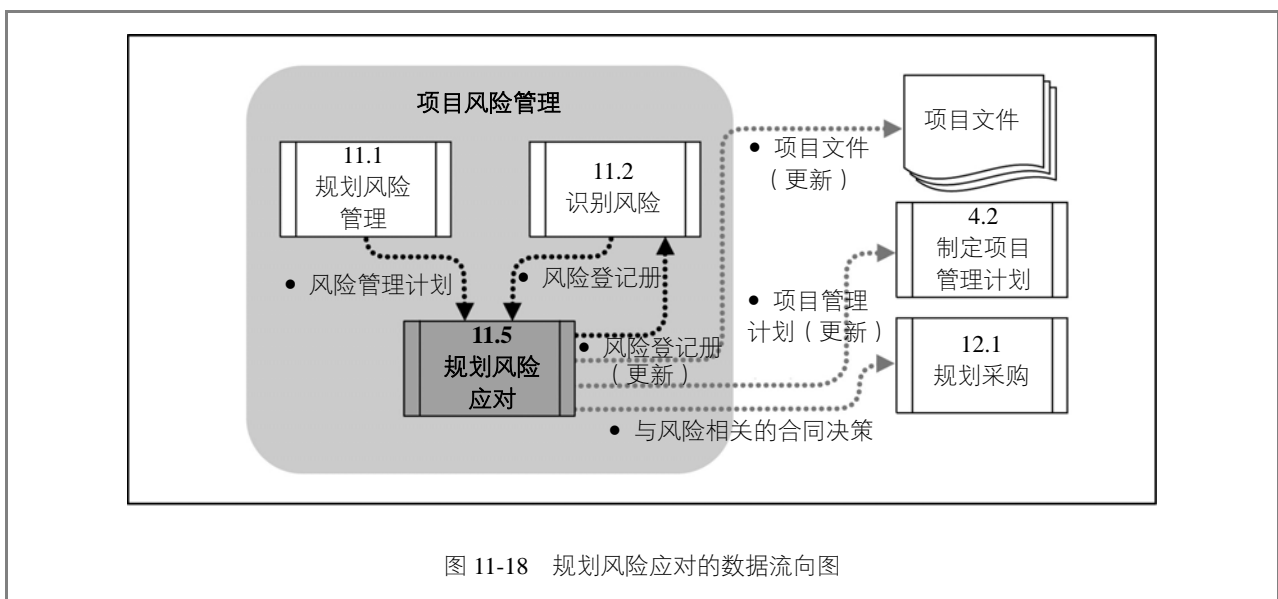 项目风险管理
11.1
规划风险
管理
11.2
识别风险
● 风险管理计划
● 风险登记册
11.5
规划风险
应对
● 风险登记册
（更新）
● 项目文件
（更新）
● 项目管理
计划（更新）
● 与风险相关的合同决策
项目文件
4.2
制定项目
管理计划
12.1
规划采购
图 11-18 规划风险应对的数据流向图